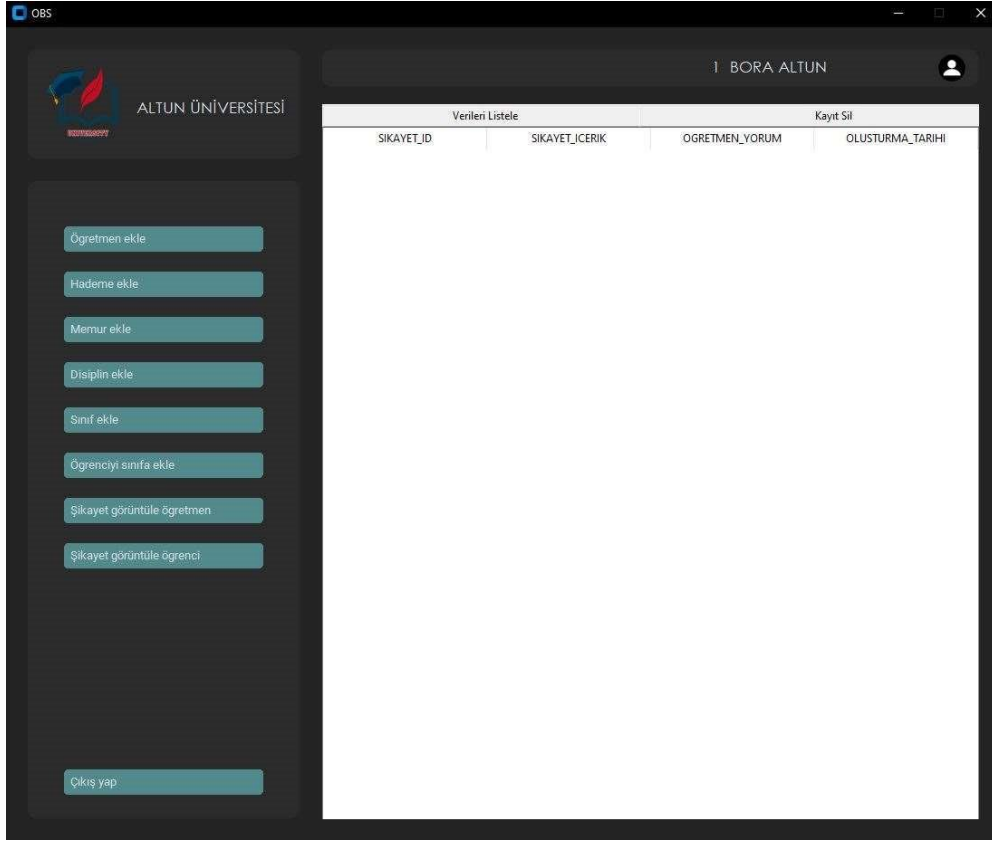 OBS
UNIVERSITY
ALTUN ÜNİVERSİTESİ
1 BORA ALTUN
Verileri Listele Kayıt Sil
SIKAYET_ID SIKAYET_ICERIK OGRETMEN_YORUM OLUSTURMA_TARIHI
Ögretmen ekle
Hademe ekle
Memur ekle
Disiplin ekle
Sınıf ekle
Ögrenciyi sınıfa ekle
Şikayet görüntüle ögretmen
Şikayet görüntüle ögrenci
Çıkış yap